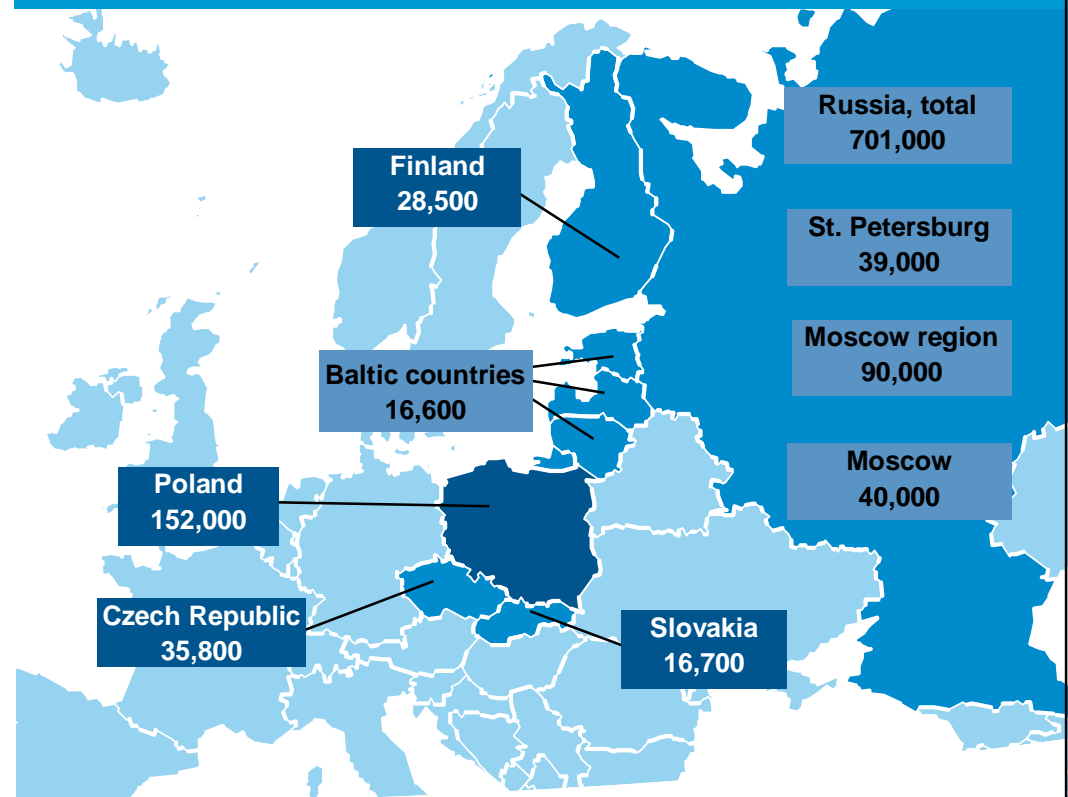 Russia, total
701,000
Finland
28,500
St. Petersburg
39,000
Moscow region
90,000
Baltic countries
16,600
Moscow
40,000
Poland
152,000
Czech Republic
35,800
Slovakia
16,700